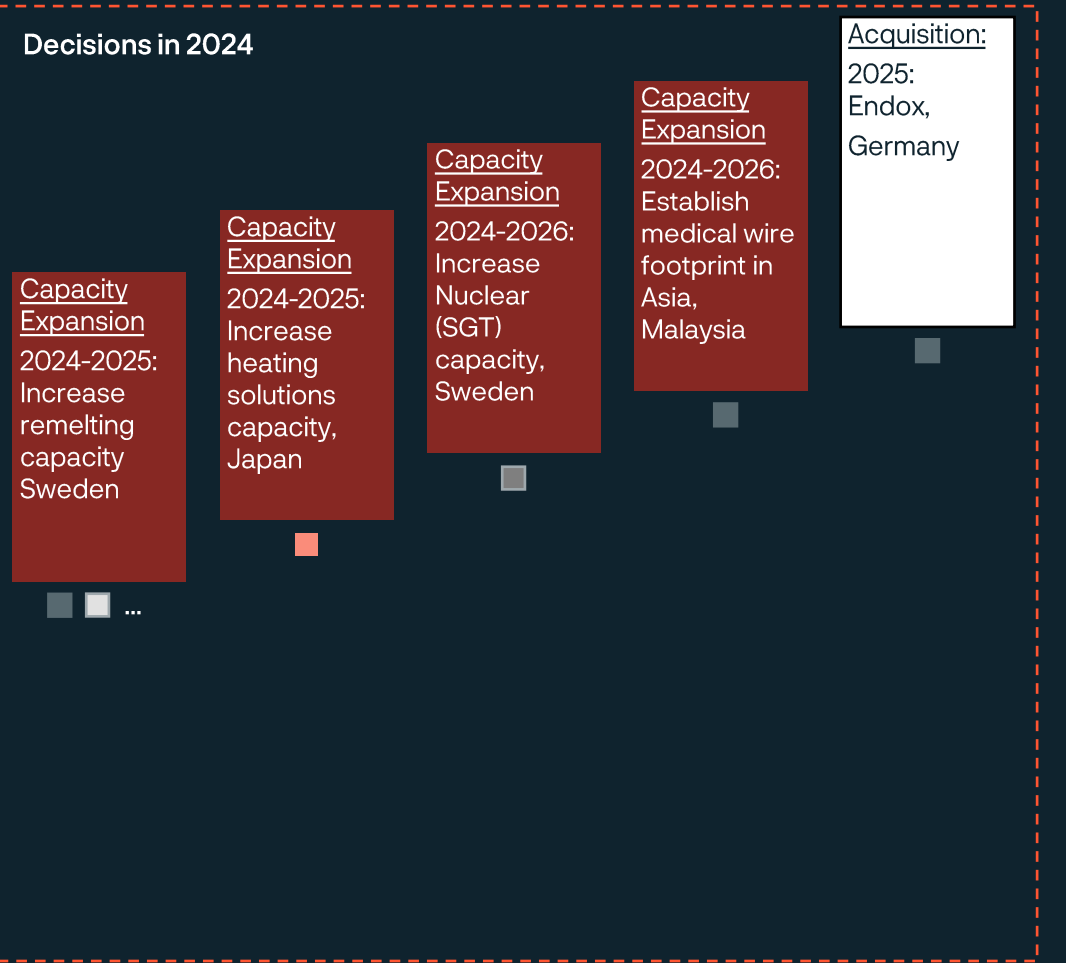 Decisions in 2024
Capacity
Expansion
2024-2025:
Increase
remelting
capacity
Sweden
...
Capacity
Expansion
2024-2025:
Increase
heating
solutions
capacity,
Japan
Capacity
Expansion
2024-2026:
Increase
Nuclear
(SGT)
capacity,
Sweden
Capacity
Expansion
2024-2026:
Establish
medical wire
footprint in
Asia,
Malaysia
Acquisition:
2025:
Endox,
Germany